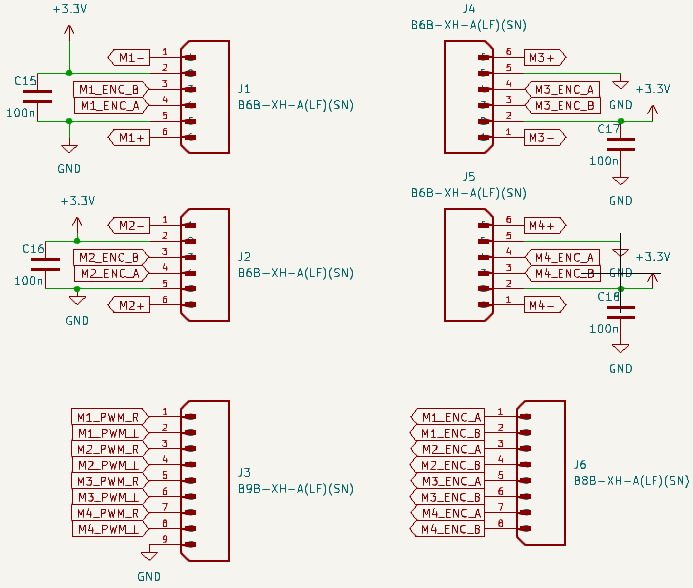 +3.3V
C15
100n
GND
M1-
M1_ENC_B
M1_ENC_A
M1+
1
2
3
4
5
6
J1
B6B-XH-A(LF)(SN)
J4
B6B-XH-A(LF)(SN)
6
5
4
3
2
1
M3+
M3_ENC_A
M3_ENC_B
M3-
GND
+3.3V
C17
100n
GND
+3.3V
C16
100n
GND
M2-
M2_ENC_B
M2_ENC_A
M2+
1
2
3
4
5
6
J2
B6B-XH-A(LF)(SN)
J5
B6B-XH-A(LF)(SN)
6
5
4
3
2
1
M4+
M4_ENC_A
M4_ENC_B
M4-
GND
+3.3V
C18
100n
GND
M1_PWM_R
M1_PWM_L
M2_PWM_R
M2_PWM_L
M3_PWM_R
M3_PWM_L
M4_PWM_R
M4_PWM_L
1
2
3
4
5
6
7
8
9
GND
J3
B9B-XH-A(LF)(SN)
M1_ENC_A
M1_ENC_B
M2_ENC_A
M2_ENC_B
M3_ENC_A
M3_ENC_B
M4_ENC_A
M4_ENC_B
1
2
3
4
5
6
7
8
J6
B8B-XH-A(LF)(SN)